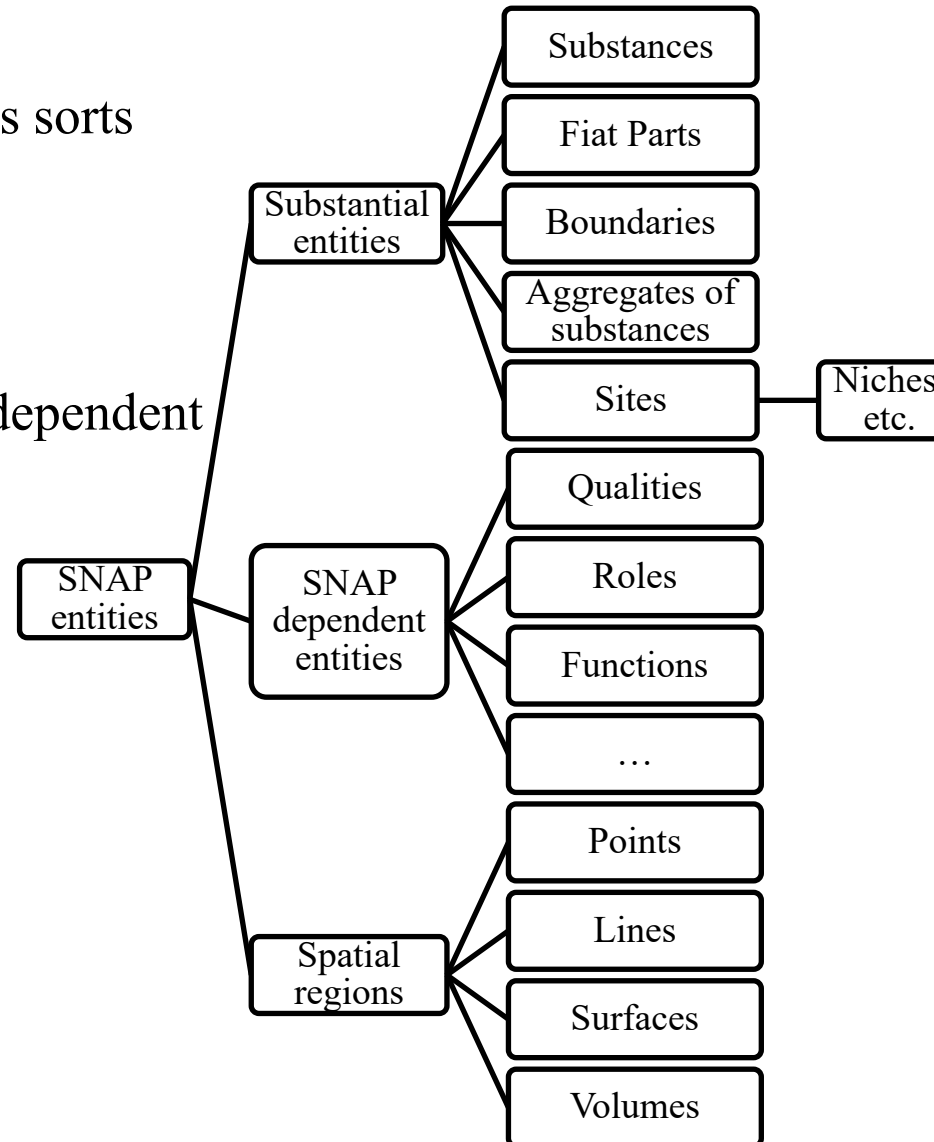 s sorts
dependent
SNAP
entities
Substantial
entities
Substances
Fiat Parts
Boundaries
Aggregates of
substances
Sites
Niches
etc.
SNAP
dependent
entities
Qualities
Roles
Functions
…
Spatial
regions
Points
Lines
Surfaces
Volumes